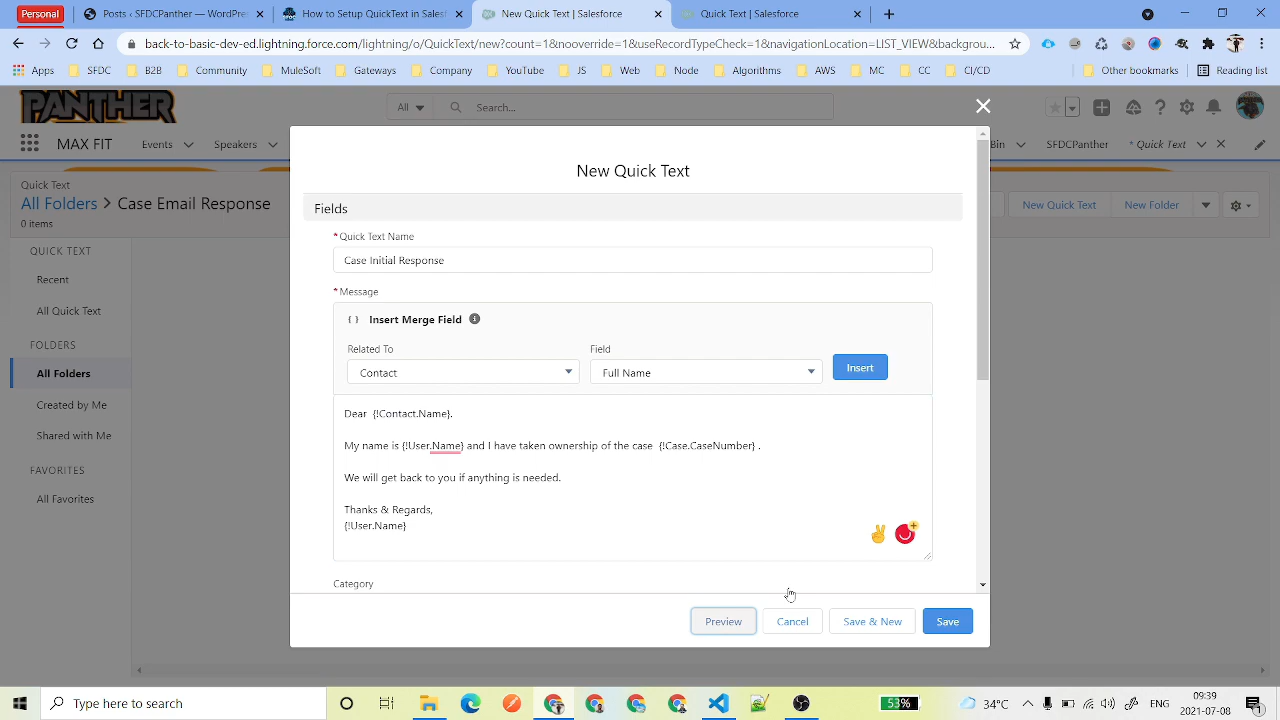 Personal
Posts ‹ SFDCPanther — WordPres
How to Setup QuickText in Sales
New Quick Text | Salesforce
QuickStyle | Salesforce
ba-basic-dev-ed.lightning.force.com/lightning/o/QuickText/new?count=1&nooverride=1&useRecordTypeCheck=1&navigationLocation=LIST_VIEW&backgrou...
Apps
SFDC
B2B
Community
MuleSoft
Gateways
Company
YouTube
JS
Web
Node
Algorithms
AWS
MC
CC
CI/CD
Other bookmarks
Reading list
PANTHER
All
Search...
MAX FIT
Events
Speakers
Bin
SFDCPanther
* Quick Text
Quick Text
All Folders > Case Email Response
0 items
New Quick Text
New Folder
QUICK TEXT
Recent
All Quick Text
FOLDERS
All Folders
Created by Me
Shared with Me
FAVORITES
All Favorites
New Quick Text
Fields
* Quick Text Name
Case Initial Response
* Message
{ } Insert Merge Field
Related To
Field
Contact
Full Name
Insert
Dear {!Contact.Name}.
My name is {!User.Name} and I have taken ownership of the case {!Case.CaseNumber} .
We will get back to you if anything is needed.
Thanks & Regards,
{!User.Name}
Category
Preview
Cancel
Save & New
Save
Type here to search
53%
34°C
ENG
09:39
2021-07-08